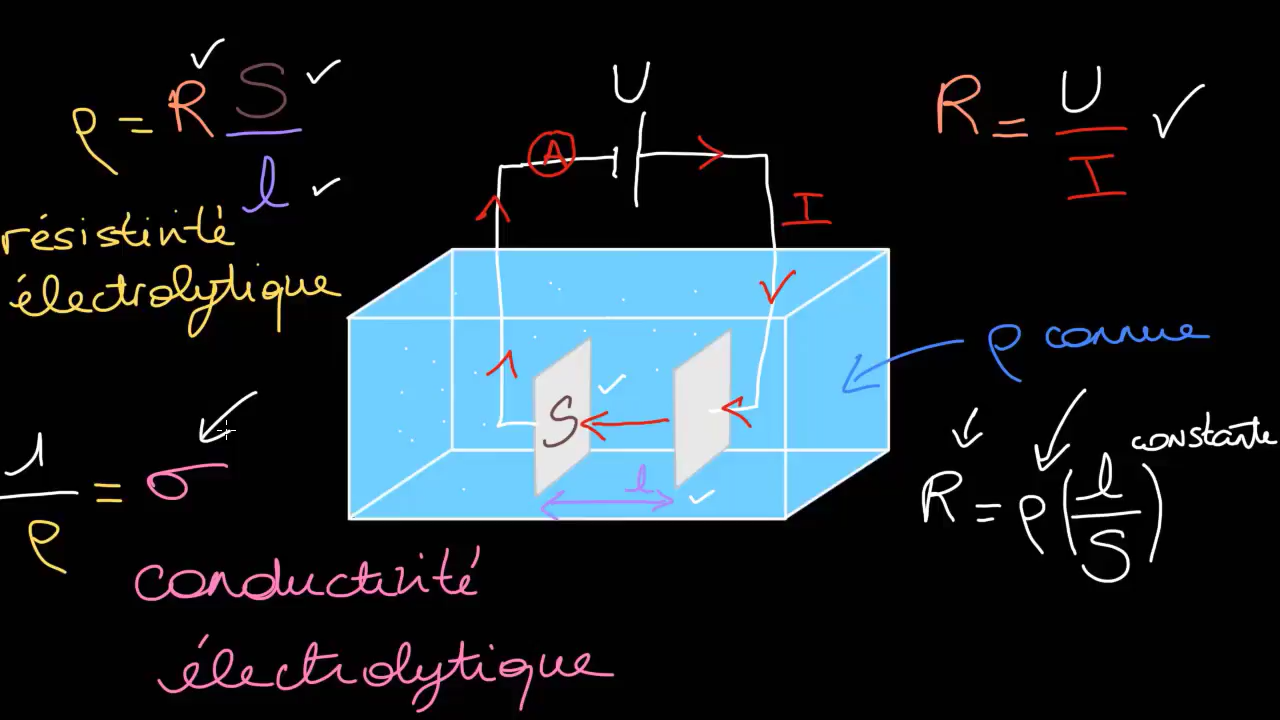 ρ = R S / l
résistivité
électrolytique
U
A
I
R = U / I
S
l
ρ connue
1 / ρ = σ
R = ρ (l / S) constante
conductivité
électrolytique